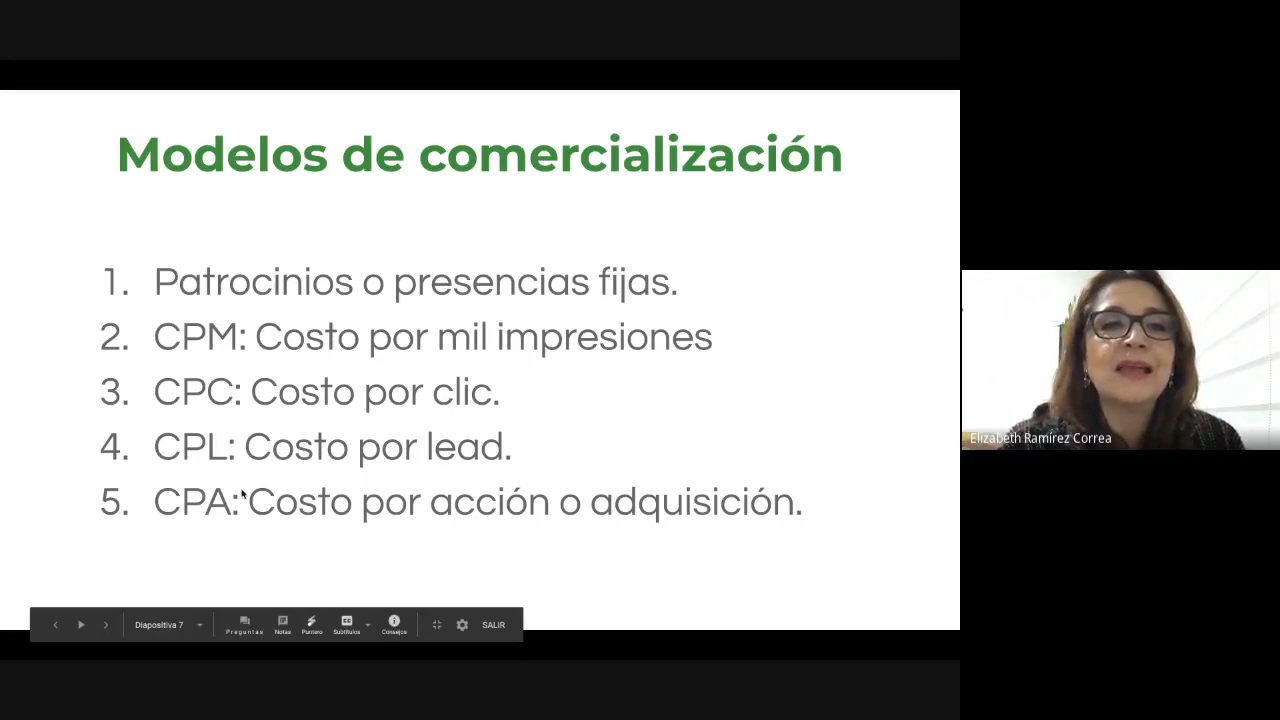 Modelos de comercialización
1. Patrocinios o presencias fijas.
2. CPM: Costo por mil impresiones
3. CPC: Costo por clic.
4. CPL: Costo por lead.
5. CPA: Costo por acción o adquisición.
Elizabeth Ramírez Correa
Diapositiva 7
Preguntas
Notas
Puntero
Subtítulos
Consejos
SALIR